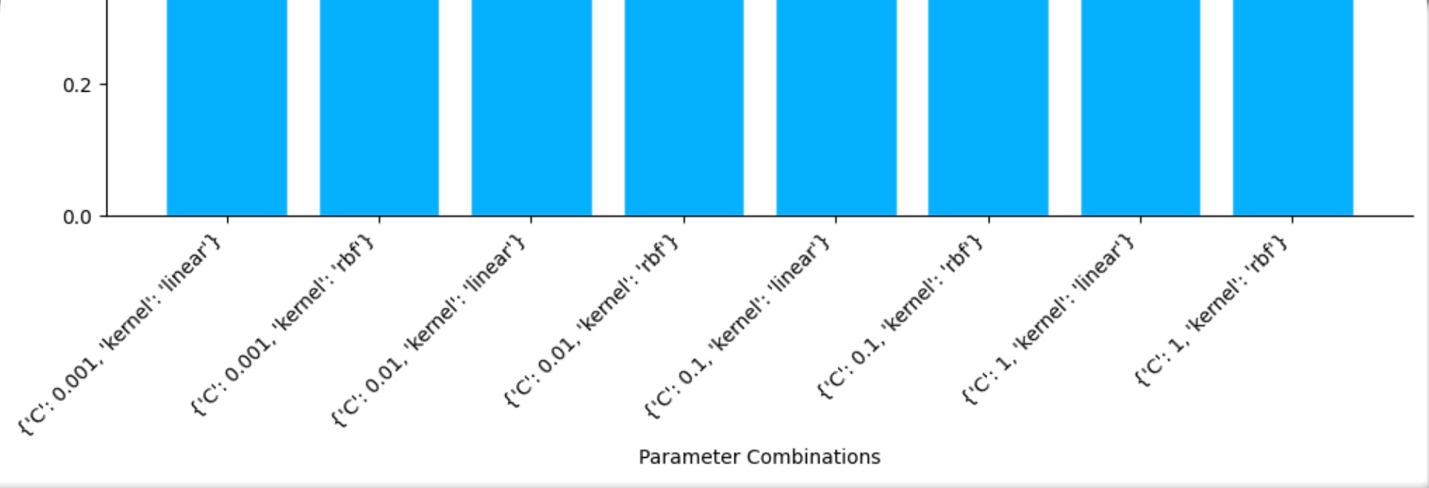 0.2
0.0
{'C': 0.001, 'kernel': 'linear'}
{'C': 0.001, 'kernel': 'rbf'}
{'C': 0.01, 'kernel': 'linear'}
{'C': 0.01, 'kernel': 'rbf'}
{'C': 0.1, 'kernel': 'linear'}
{'C': 0.1, 'kernel': 'rbf'}
{'C': 1, 'kernel': 'linear'}
{'C': 1, 'kernel': 'rbf'}
Parameter Combinations